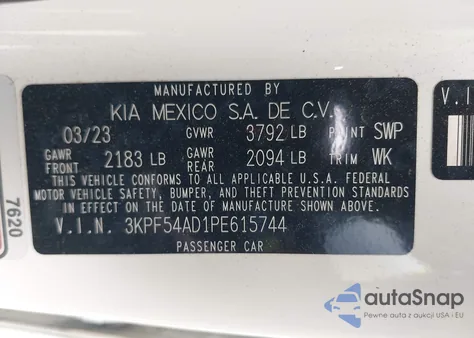 MANUFACTURED BY
KIA MEXICO S.A. DE C.V.
03/23 GVWR 3792 LB PAINT SWP
GAWR FRONT 2183 LB GAWR REAR 2094 LB TRIM WK
THIS VEHICLE CONFORMS TO ALL APPLICABLE U.S.A. FEDERAL
MOTOR VEHICLE SAFETY, BUMPER, AND THEFT PREVENTION STANDARDS
IN EFFECT ON THE DATE OF MANUFACTURE SHOWN ABOVE.
V.I.N. 3KPF54AD1PE615744
PASSENGER CAR
7620
V.I
autoSnap
Pewne auta z aukcji USA i EU